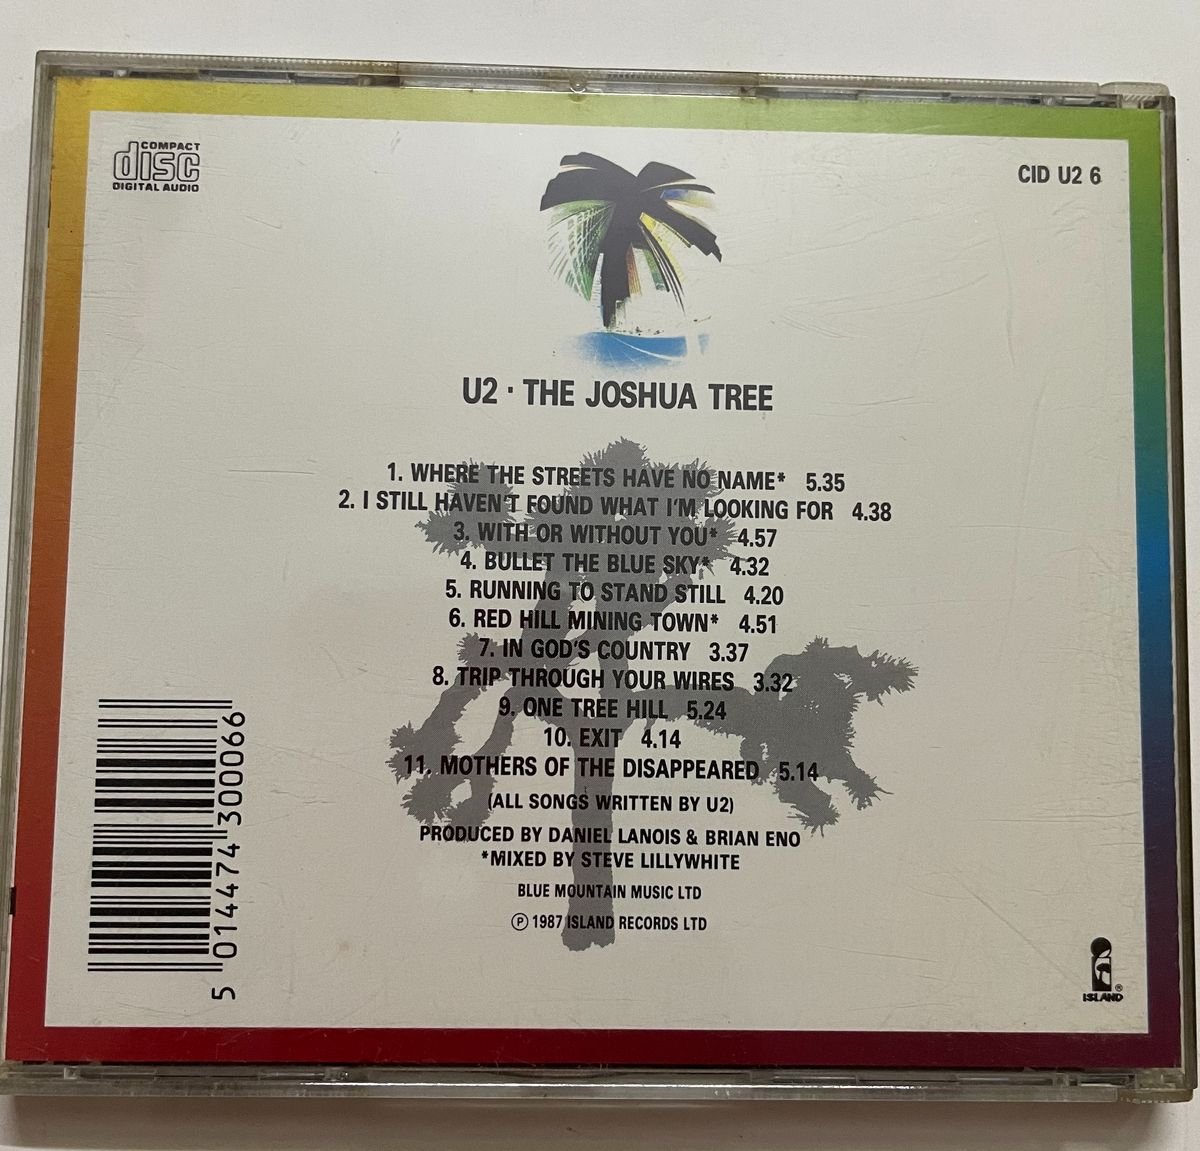 COMPACT
disc
DIGITAL AUDIO
CID U2 6
U2 · THE JOSHUA TREE
1. WHERE THE STREETS HAVE NO NAME* 5.35
2. I STILL HAVEN'T FOUND WHAT I'M LOOKING FOR 4.38
3. WITH OR WITHOUT YOU* 4.57
4. BULLET THE BLUE SKY* 4.32
5. RUNNING TO STAND STILL 4.20
6. RED HILL MINING TOWN* 4.51
7. IN GOD'S COUNTRY 3.37
8. TRIP THROUGH YOUR WIRES 3.32
9. ONE TREE HILL 5.24
10. EXIT 4.14
11. MOTHERS OF THE DISAPPEARED 5.14
(ALL SONGS WRITTEN BY U2)
PRODUCED BY DANIEL LANOIS & BRIAN ENO
*MIXED BY STEVE LILLYWHITE
BLUE MOUNTAIN MUSIC LTD
Ⓟ 1987 ISLAND RECORDS LTD
5 014474 300066
ISLAND®